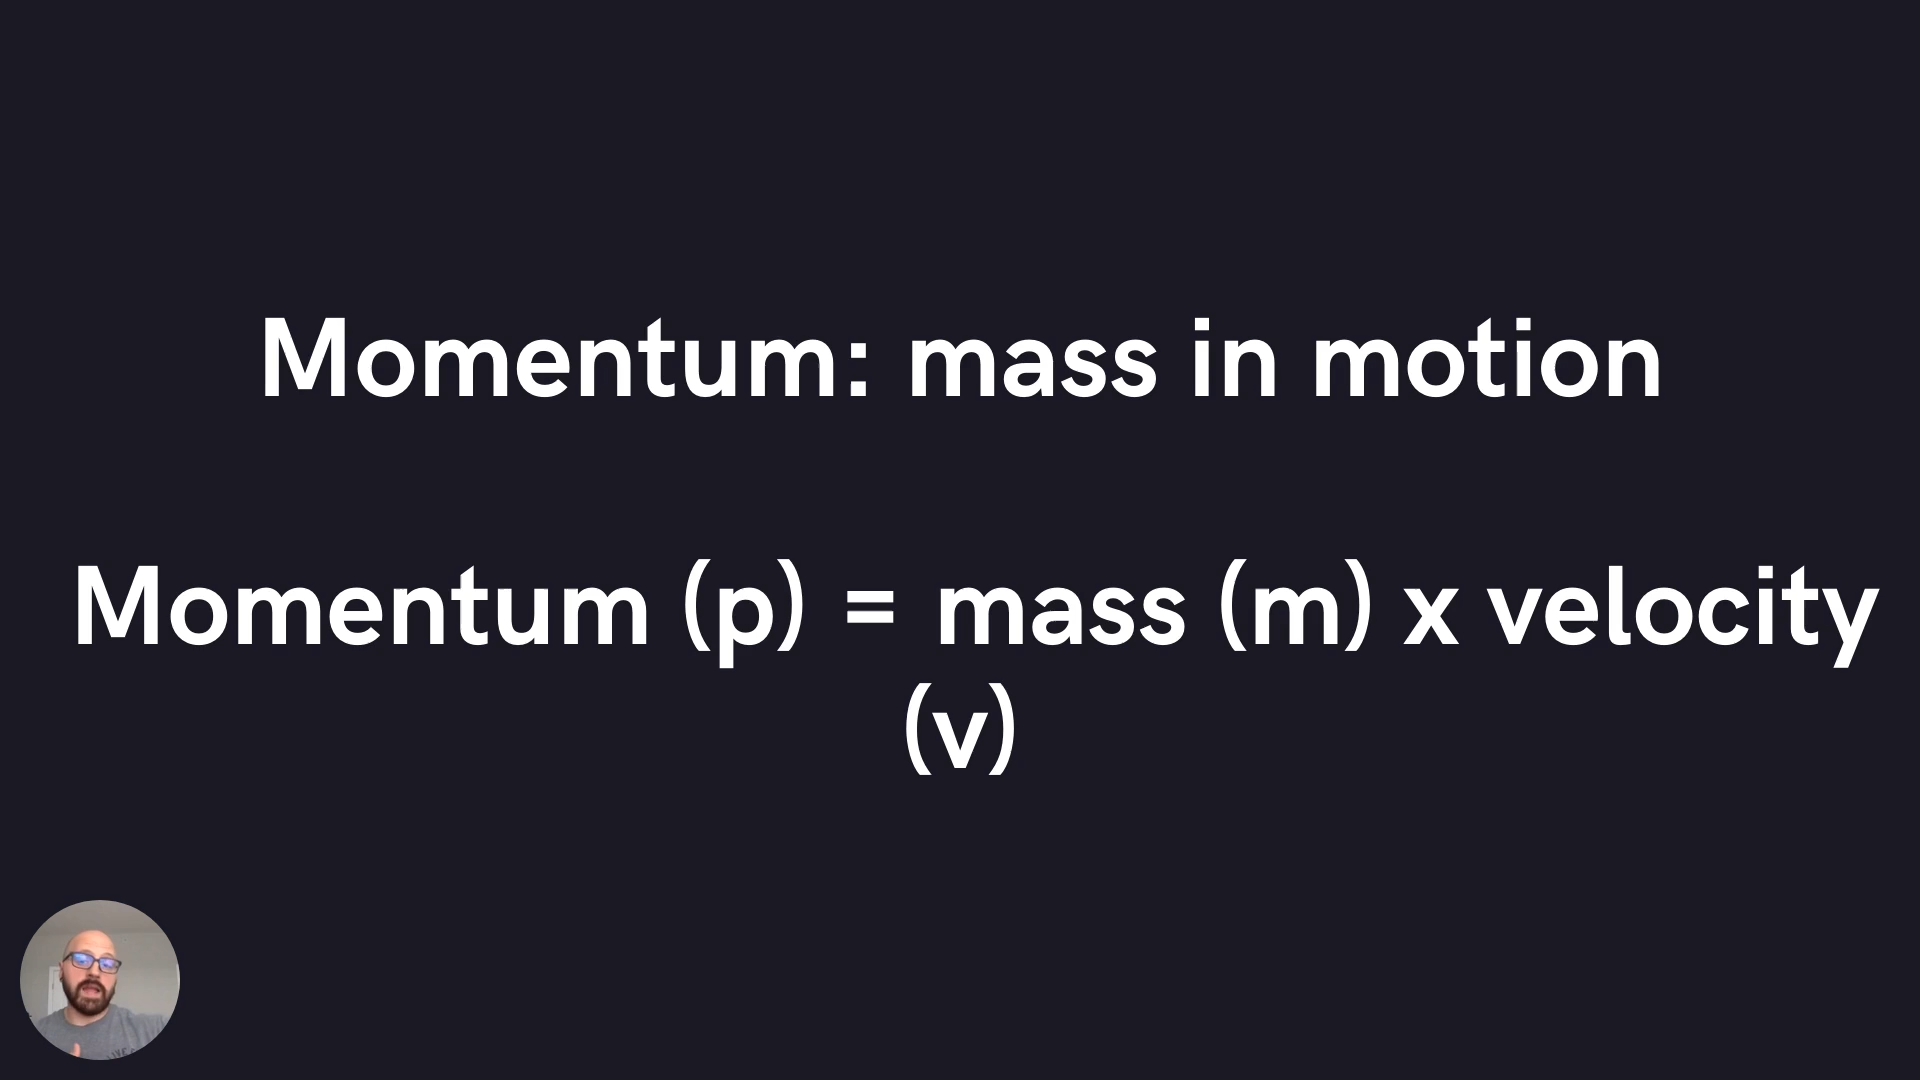 Momentum: mass in motion
Momentum (p) = mass (m) x velocity
(v)